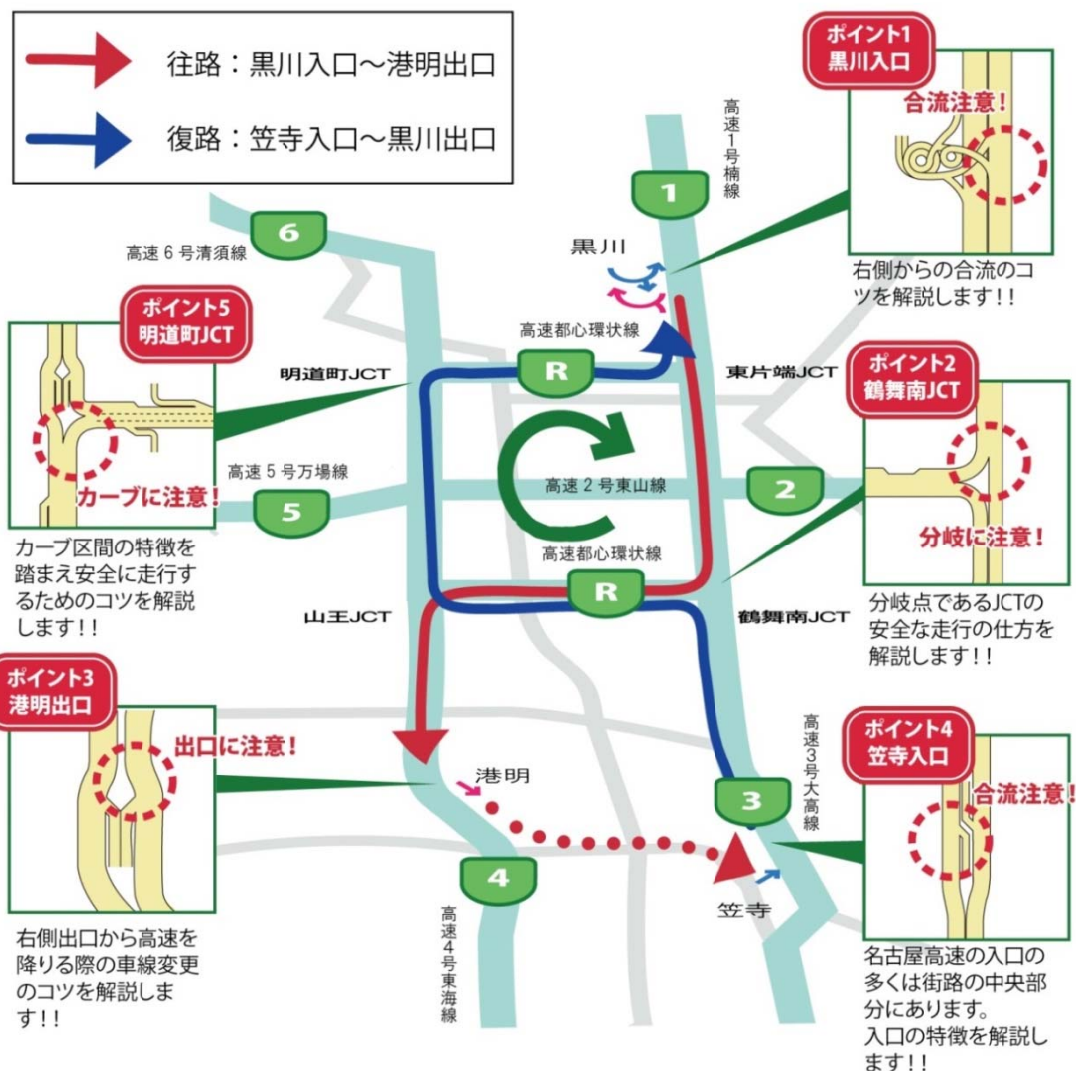 往路：黒川入口～港明出口
復路：笠寺入口～黒川出口
ポイント1
黒川入口
合流注意！
右側からの合流のコ
ツを解説します！！
高速1号楠線
1
黒川
6
高速6号清須線
ポイント5
明道町JCT
カーブに注意！
カーブ区間の特徴を
踏まえ安全に走行す
るためのコツを解説
します！！
高速都心環状線
R
明道町JCT
東片端JCT
ポイント2
鶴舞南JCT
分岐に注意！
分岐点であるJCTの
安全な走行の仕方を
解説します！！
高速5号万場線
5
高速2号東山線
2
高速都心環状線
R
山王JCT
鶴舞南JCT
ポイント3
港明出口
出口に注意！
右側出口から高速を
降りる際の車線変更
のコツを解説しま
す！！
港明
4
高速4号東海線
高速3号大高線
3
笠寺
ポイント4
笠寺入口
合流注意！
名古屋高速の入口の
多くは街路の中央部
分にあります。
入口の特徴を解説し
ます！！